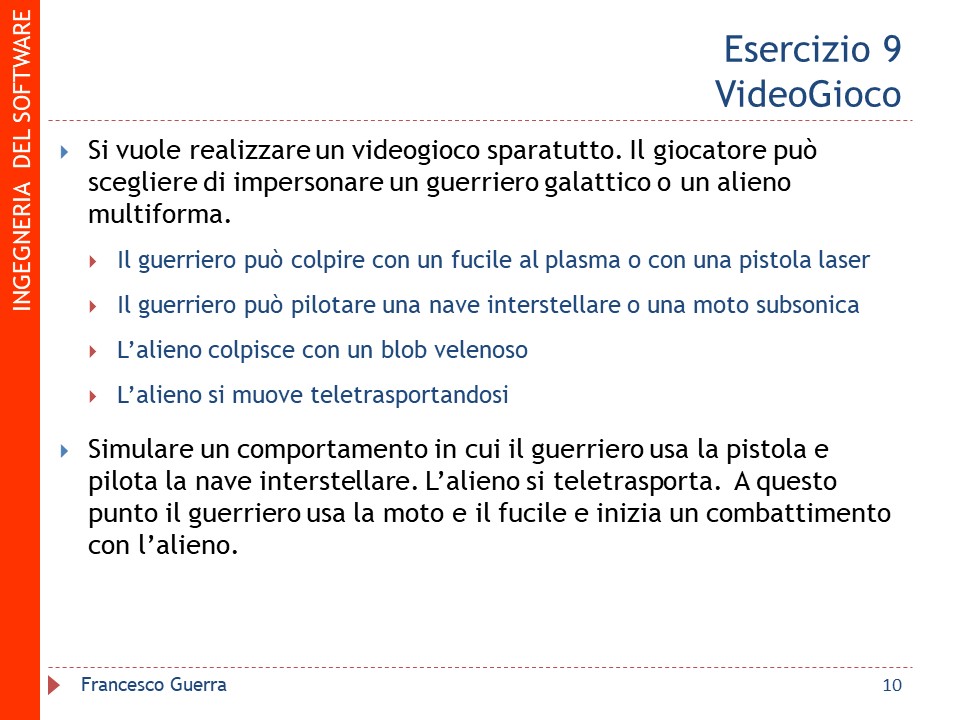 INGEGNERIA DEL SOFTWARE
Esercizio 9
VideoGioco
Si vuole realizzare un videogioco sparatutto. Il giocatore può
scegliere di impersonare un guerriero galattico o un alieno
multiforma.
Il guerriero può colpire con un fucile al plasma o con una pistola laser
Il guerriero può pilotare una nave interstellare o una moto subsonica
L’alieno colpisce con un blob velenoso
L’alieno si muove teletrasportandosi
Simulare un comportamento in cui il guerriero usa la pistola e
pilota la nave interstellare. L’alieno si teletrasporta. A questo
punto il guerriero usa la moto e il fucile e inizia un combattimento
con l’alieno.
Francesco Guerra
10